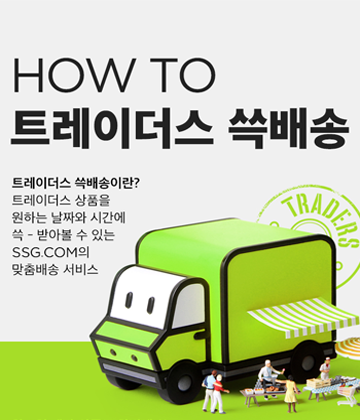 HOW TO
트레이더스 쓱배송
트레이더스 쓱배송이란?
트레이더스 상품을
원하는 날짜와 시간에
쓱 - 받아볼 수 있는
SSG.COM의
맞춤배송 서비스
TRADERS